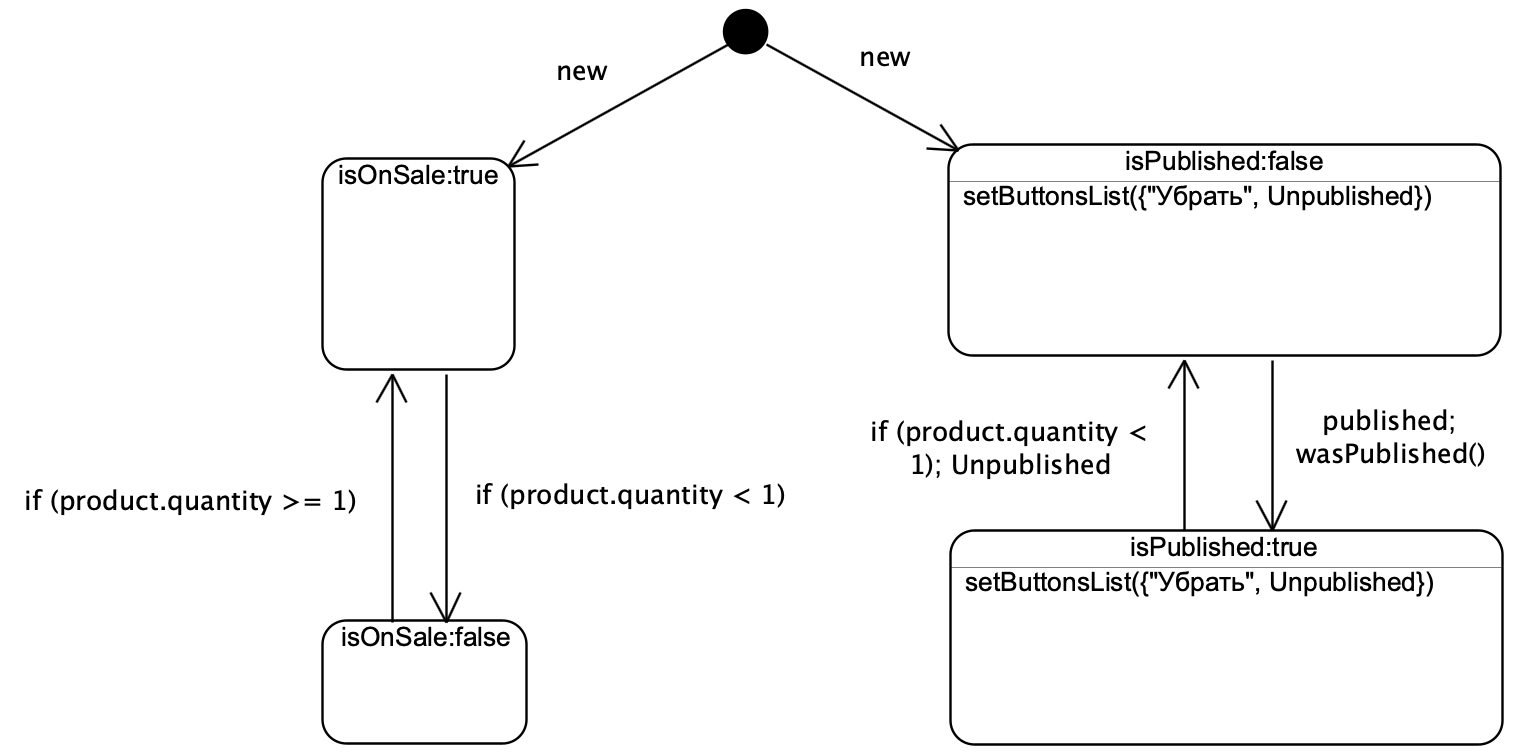 new
new
isOnSale:true
isPublished:false
setButtonsList({"Убрать", Unpublished})
if (product.quantity >= 1)
if (product.quantity < 1)
if (product.quantity <
1); Unpublished
published;
wasPublished()
isOnSale:false
isPublished:true
setButtonsList({"Убрать", Unpublished})